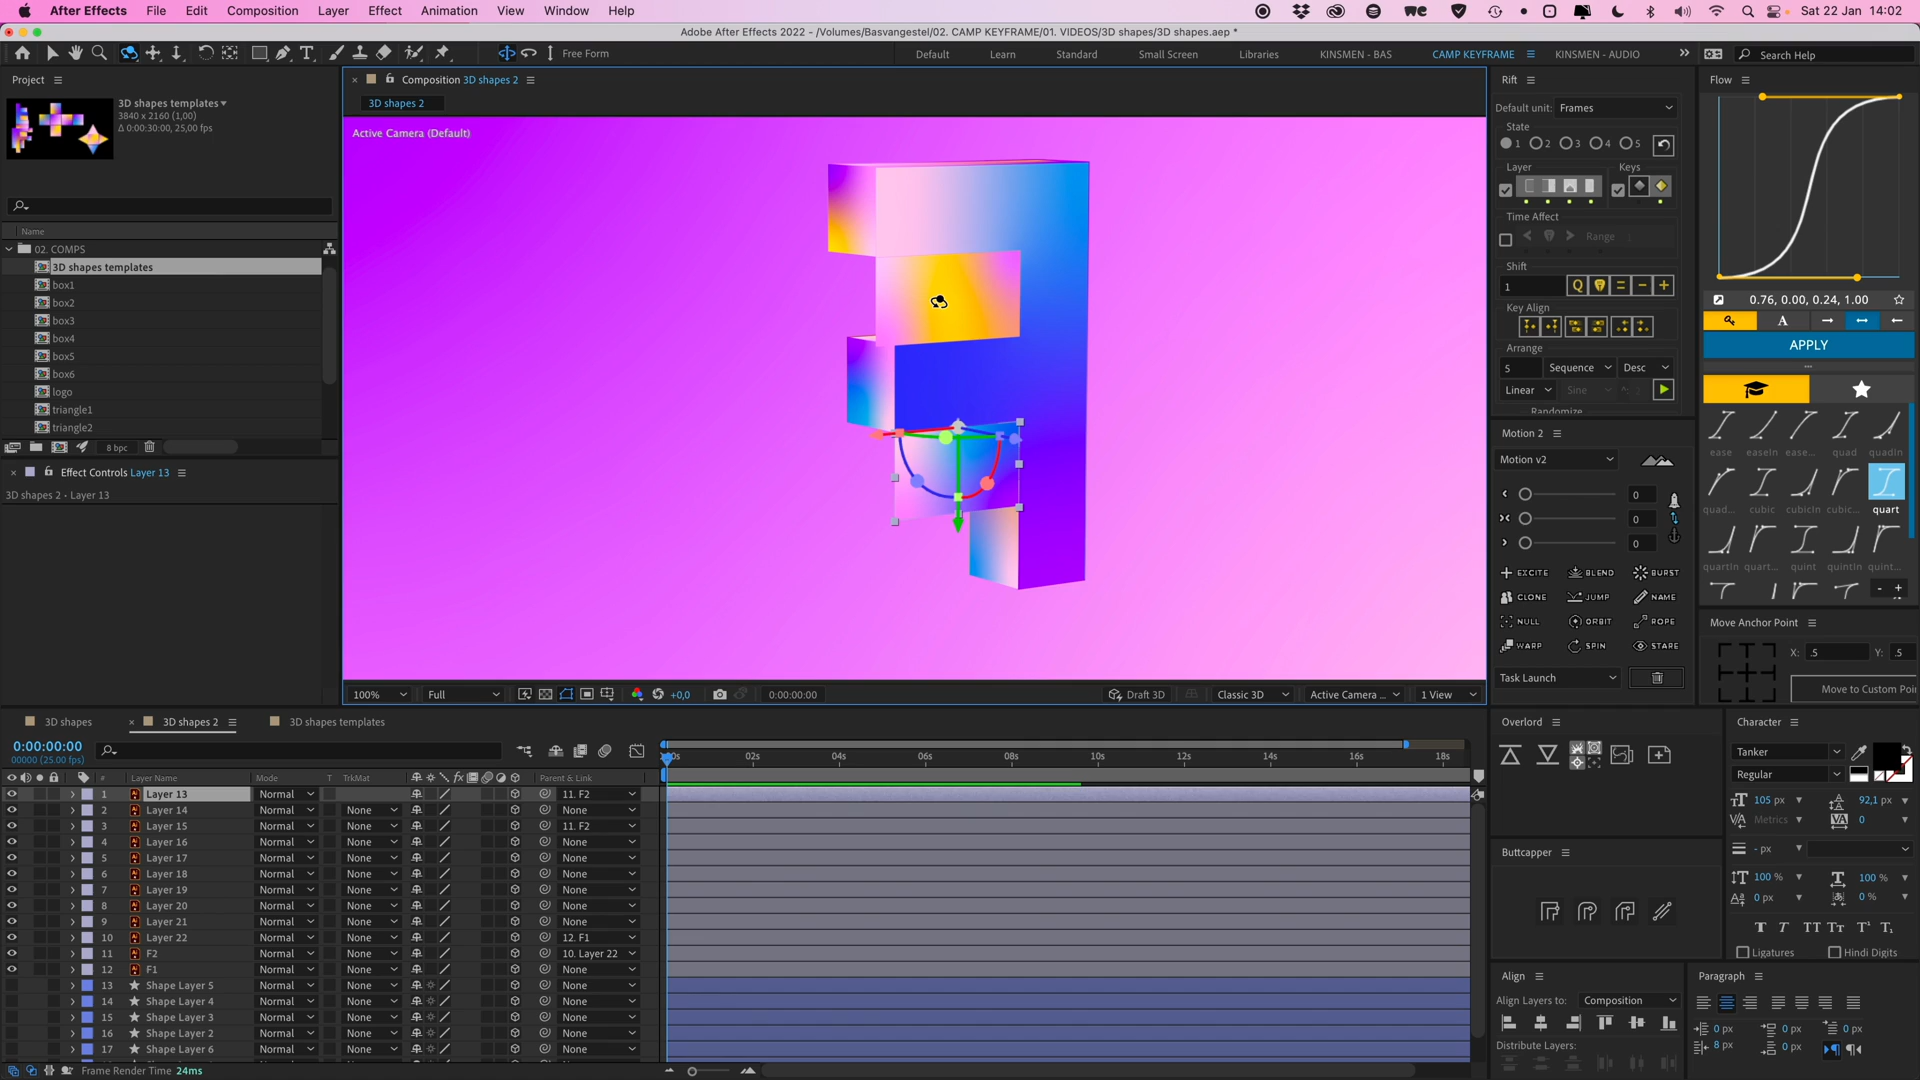 After Effects File Edit Composition Layer Effect Animation View Window Help
Sat 22 Jan 14:02
Adobe After Effects 2022 - /Volumes/Basvangestel/02. CAMP KEYFRAME/01. VIDEOS/3D shapes/3D shapes.aep *
Free Form
Default Learn Standard Small Screen Libraries KINSMEN - BAS CAMP KEYFRAME KINSMEN - AUDIO Search Help
Project
3D shapes templates
3840 x 2160 (1,00)
Δ 0:00:30:00, 25,00 fps
Name
02. COMPS
3D shapes templates
box1
box2
box3
box4
box5
box6
logo
triangle1
triangle2
8 bpc
Effect Controls Layer 13
3D shapes 2 • Layer 13
Composition 3D shapes 2
3D shapes 2
Active Camera (Default)
100% Full +0,0 0:00:00:00 Draft 3D Classic 3D Active Camera ... 1 View
Rift
Default unit: Frames
State
1 2 3 4 5
Layer Keys
Time Affect
Range
Shift
1
Key Align
Arrange
5 Sequence Desc
Linear Sine
Randomize
Motion 2
Motion v2
0
0
0
EXCITE BLEND BURST
CLONE JUMP NAME
NULL ORBIT ROPE
WARP SPIN STARE
Task Launch
Flow
0.76, 0.00, 0.24, 1.00
A
APPLY
ease easeIn ease... quad quadIn
quad... cubic cubicIn cubic... quart
quartIn quart... quint quintIn quint...
Move Anchor Point
X: .5 Y: .5
Move to Custom Poi
3D shapes 3D shapes 2 3D shapes templates
0:00:00:00
00000 (25.00 fps)
02s 04s 06s 08s 10s 12s 14s 16s 18s
# Layer Name Mode T TrkMat Parent & Link
1 Layer 13 Normal 11. F2
2 Layer 14 Normal None None
3 Layer 15 Normal None 11. F2
4 Layer 16 Normal None None
5 Layer 17 Normal None None
6 Layer 18 Normal None None
7 Layer 19 Normal None None
8 Layer 20 Normal None None
9 Layer 21 Normal None None
10 Layer 22 Normal None 12. F1
11 F2 Normal None 10. Layer 22
12 F1 Normal None None
13 Shape Layer 5 Normal None None
14 Shape Layer 4 Normal None None
15 Shape Layer 3 Normal None None
16 Shape Layer 2 Normal None None
17 Shape Layer 6 Normal None None
Frame Render Time 24ms
Overlord
Buttcapper
Align
Align Layers to: Composition
Distribute Layers:
Character
Tanker
Regular
105 px 92,1 px
Metrics 0
- px
100 % 100 %
0 px 0 %
Ligatures Hindi Digits
Paragraph
0 px 0 px 0 px
8 px 0 px